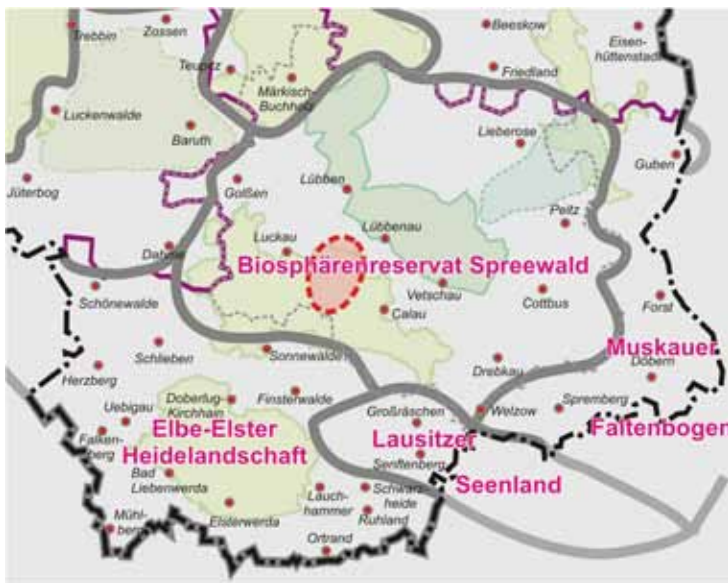 Trebbin
Zossen
Beeskow
Eisen-
hüttenstadt
Teupitz
Märkisch-
Buchholz
Friedland
Luckenwalde
Baruth
Lieberose
Guben
Jüterbog
Golßen
Lübben
Peitz
Lübbenau
Luckau
Dahme
Biosphärenreservat Spreewald
Schönewalde
Vetschau
Cottbus
Forst
Calau
Muskauer
Schlieben
Sonnewalde
Drebkau
Döbern
Herzberg
Doberlug-
Kirchhain
Finsterwalde
Großräschen
Welzow
Spremberg
Uebigau
Elbe-Elster
Heidelandschaft
Lausitzer
Faltenbogen
Falken-
berg
Bad
Liebenwerda
Senftenberg
Seenland
Lauch-
hammer
Schwarz-
heide
Ruhland
Mühl-
berg
Elsterwerda
Ortrand